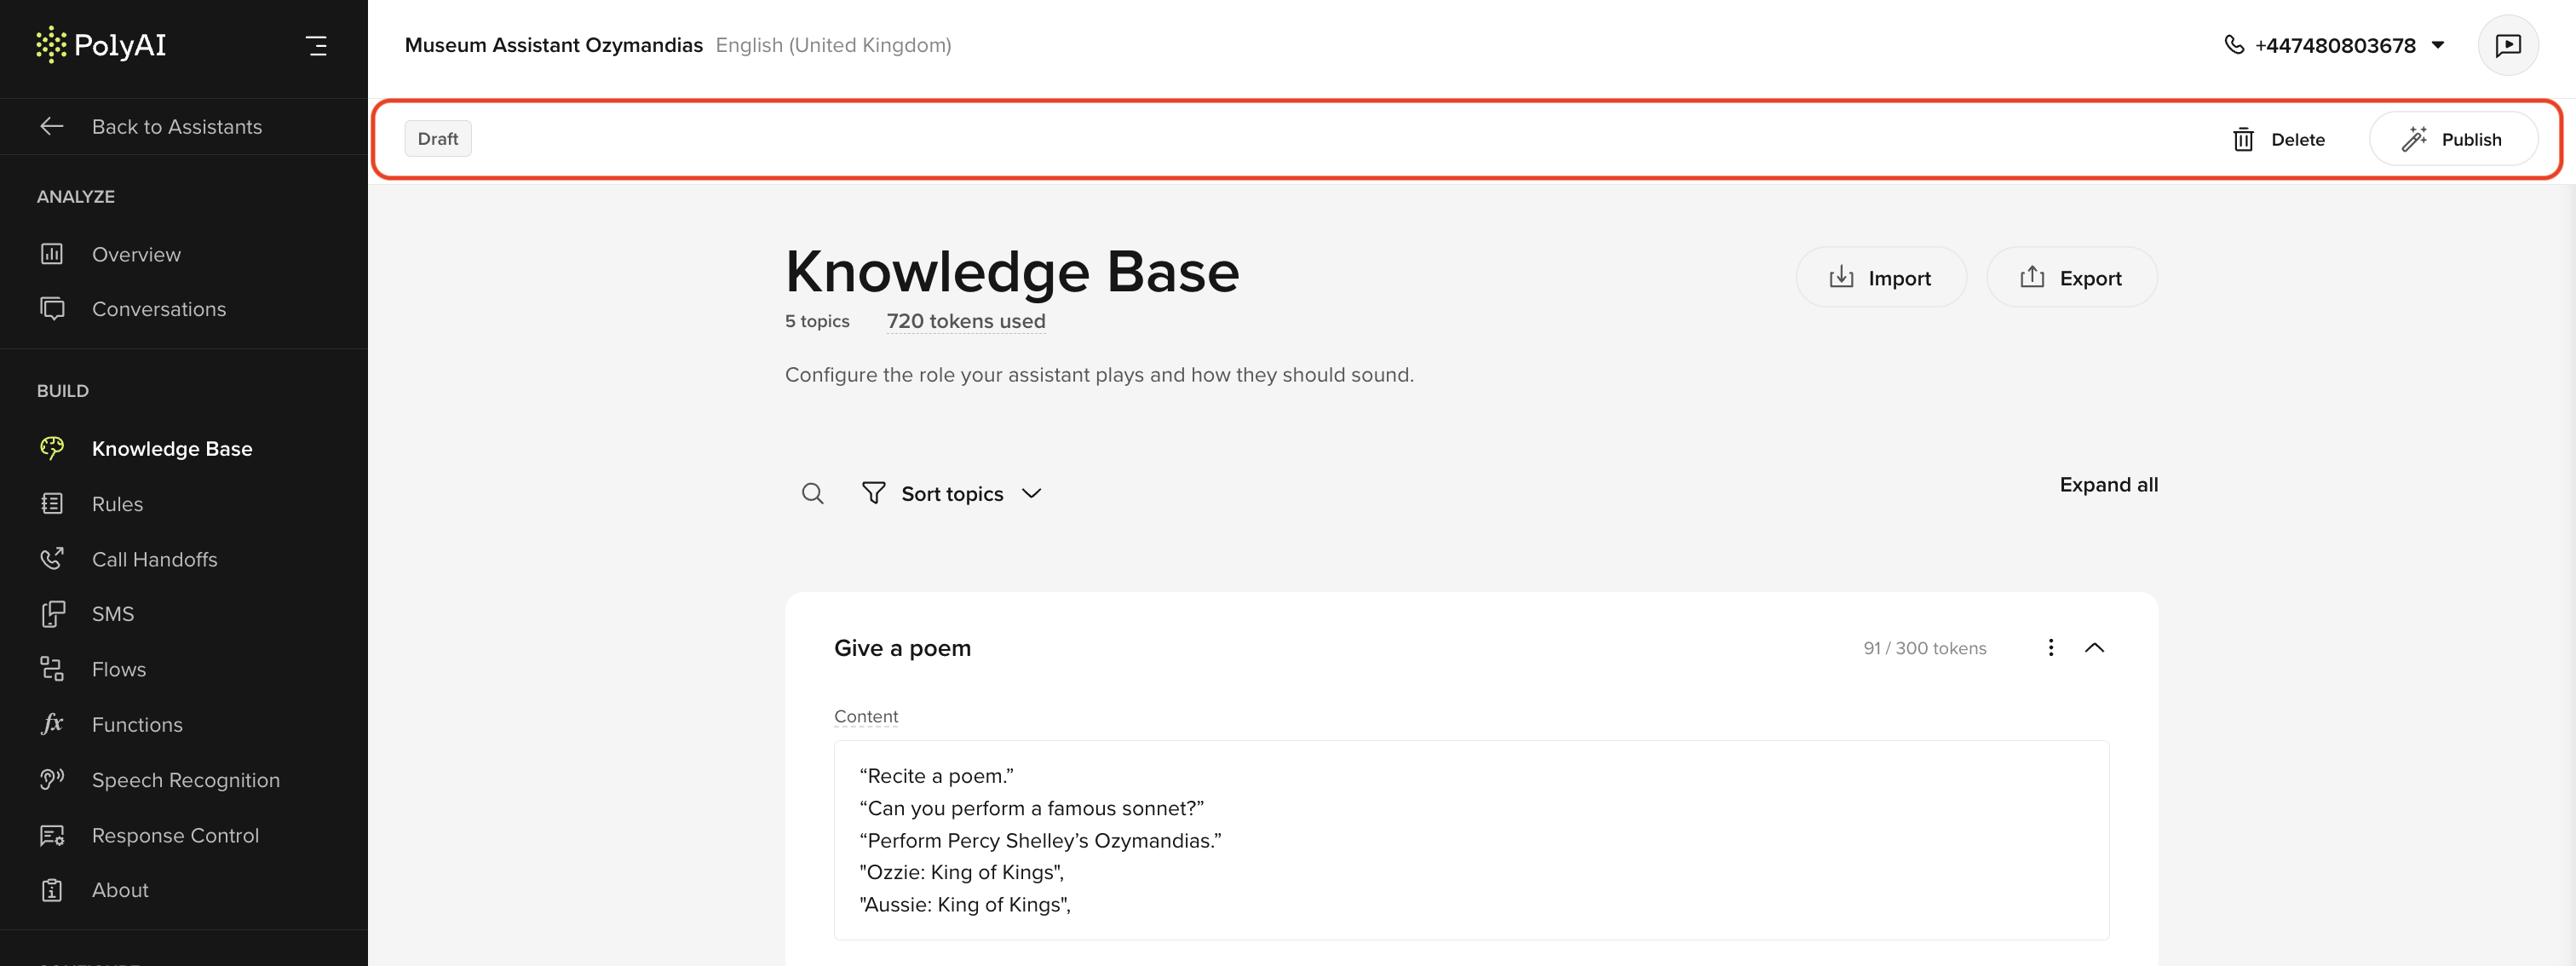 PolyAI
Museum Assistant Ozymandias English (United Kingdom)
+447480803678
Back to Assistants
Draft
Delete
Publish
ANALYZE
Overview
Conversations
BUILD
Knowledge Base
Rules
Call Handoffs
SMS
Flows
Functions
Speech Recognition
Response Control
About
Knowledge Base
Import
Export
5 topics
720 tokens used
Configure the role your assistant plays and how they should sound.
Sort topics
Expand all
Give a poem
91 / 300 tokens
Content
“Recite a poem.”
“Can you perform a famous sonnet?”
“Perform Percy Shelley’s Ozymandias.”
"Ozzie: King of Kings",
"Aussie: King of Kings",